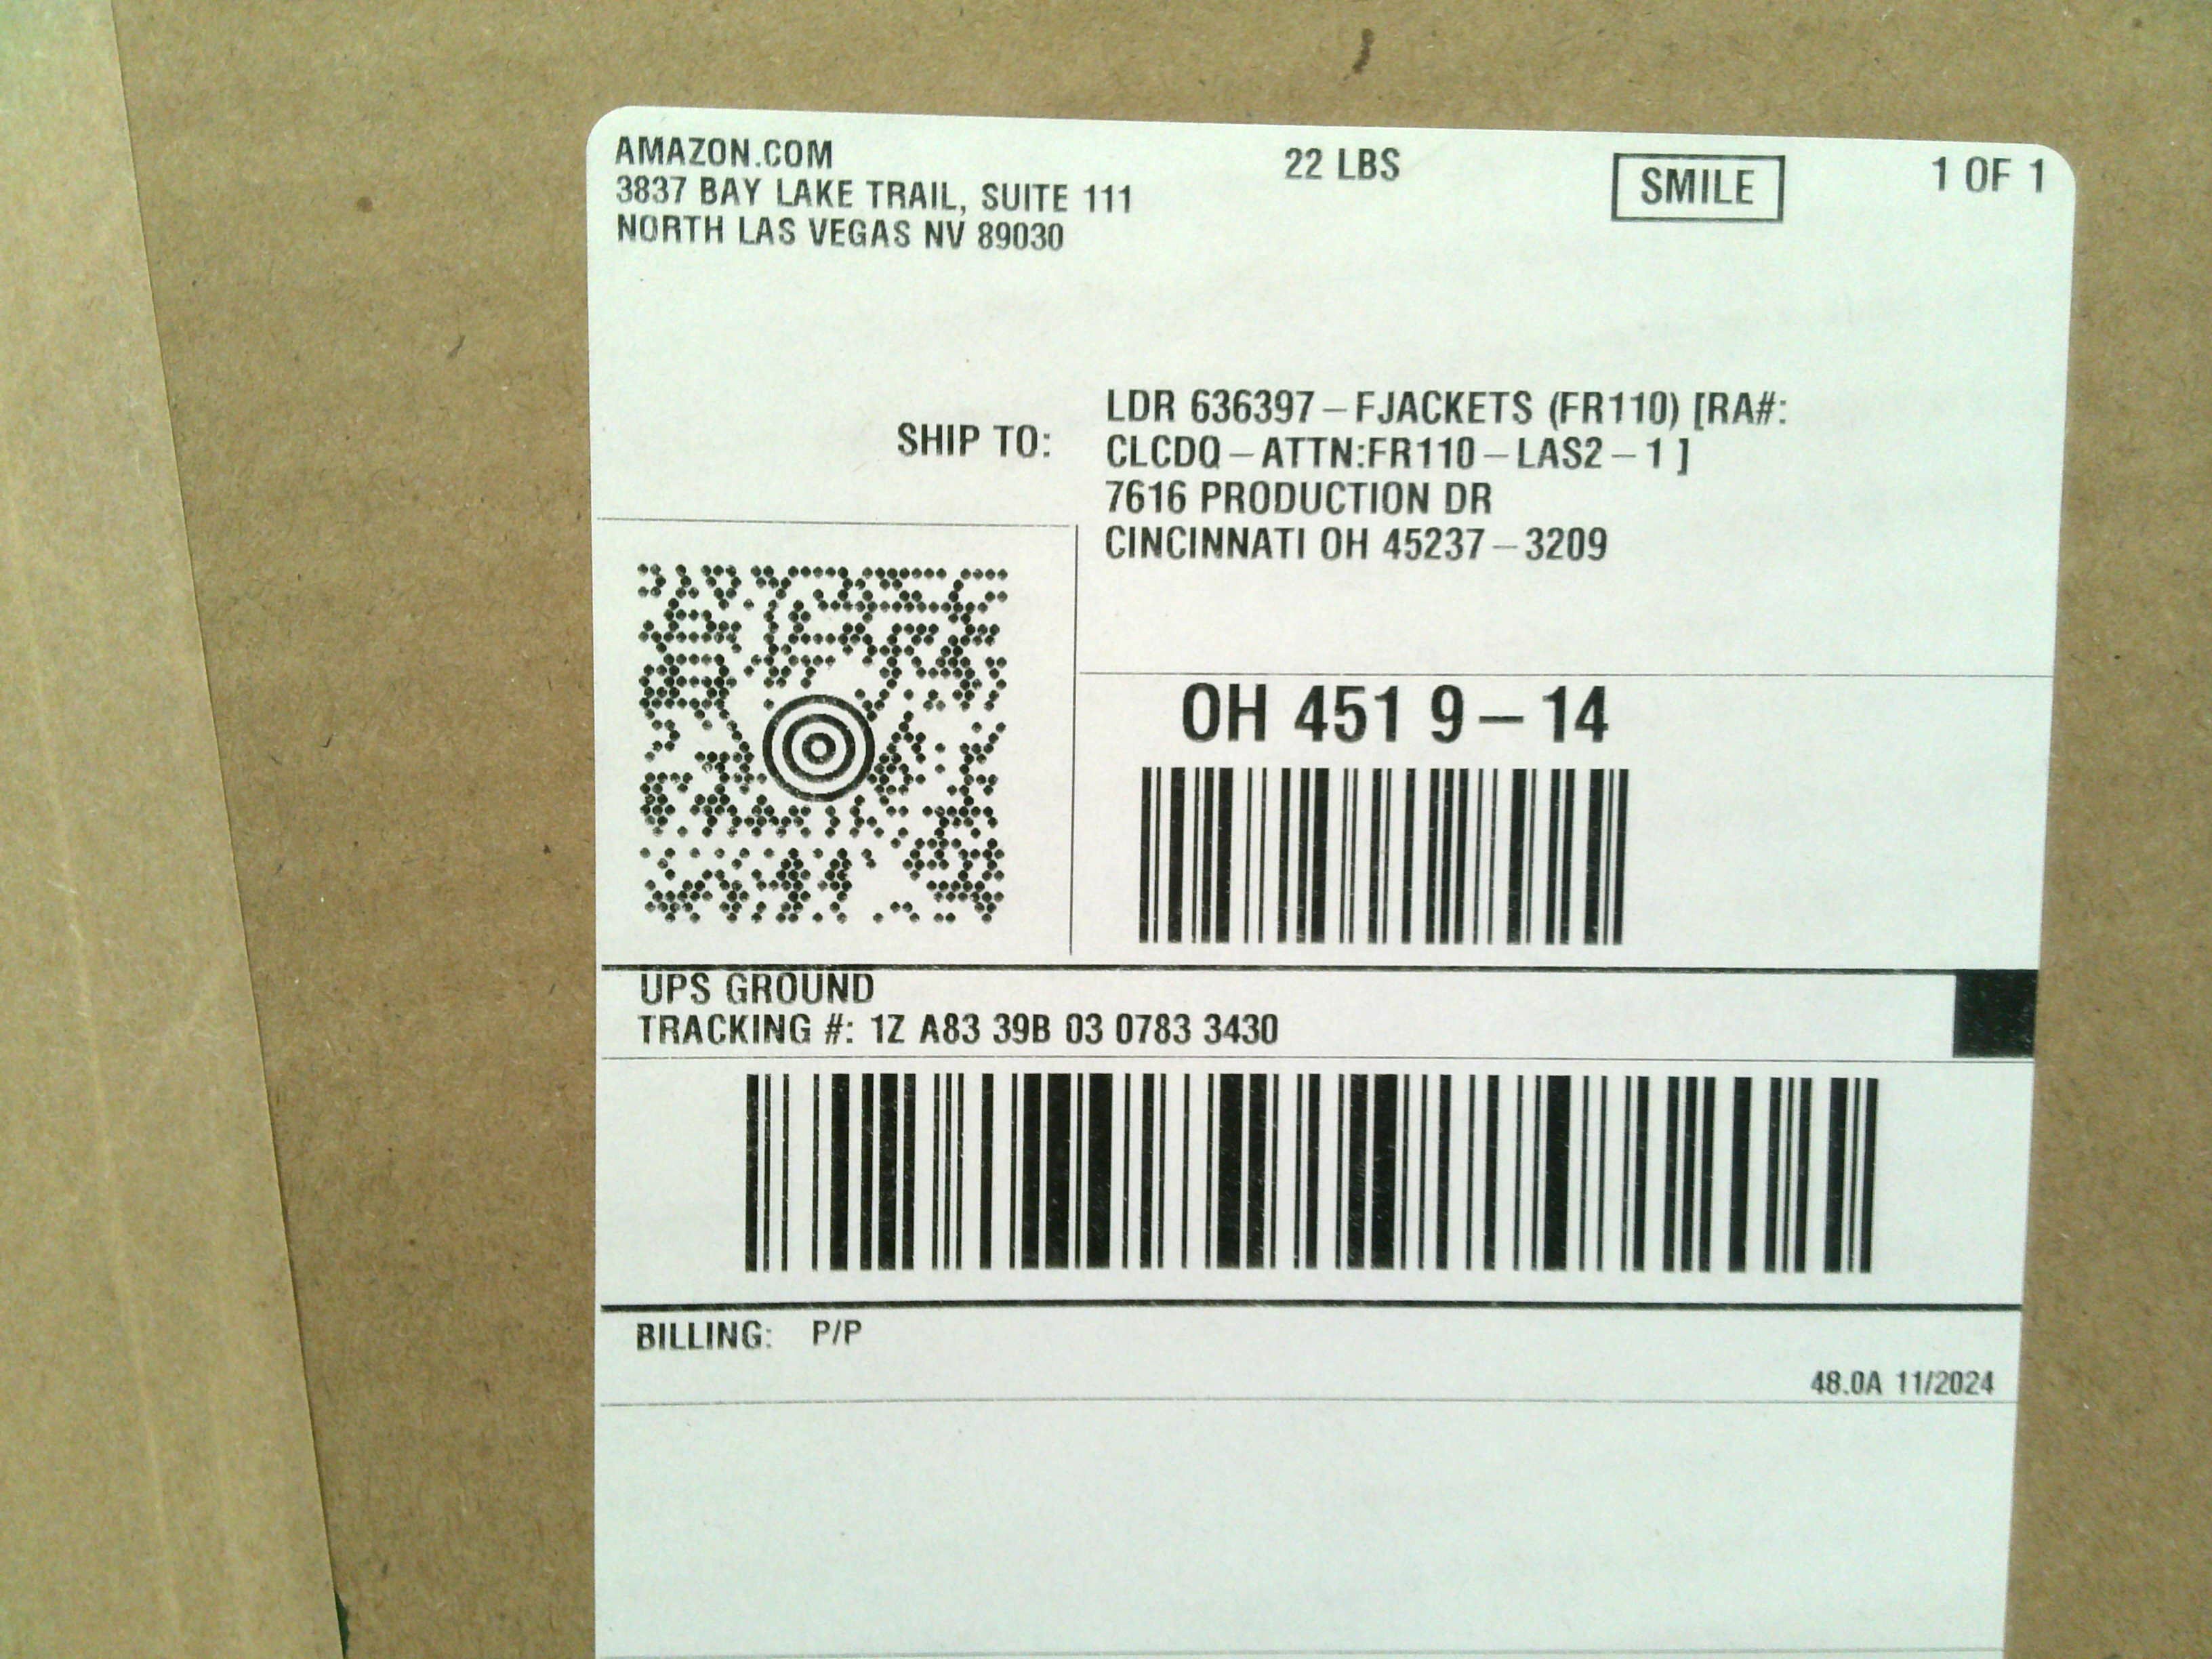 AMAZON.COM
3837 BAY LAKE TRAIL, SUITE 111
NORTH LAS VEGAS NV 89030
22 LBS
SMILE
1 OF 1
SHIP TO:
LDR 636397-FJACKETS (FR110) [RA#:
CLCDQ-ATTN:FR110-LAS2-1 ]
7616 PRODUCTION DR
CINCINNATI OH 45237-3209
OH 451 9-14
UPS GROUND
TRACKING #: 1Z A83 39B 03 0783 3430
BILLING: P/P
48.0A 11/2024